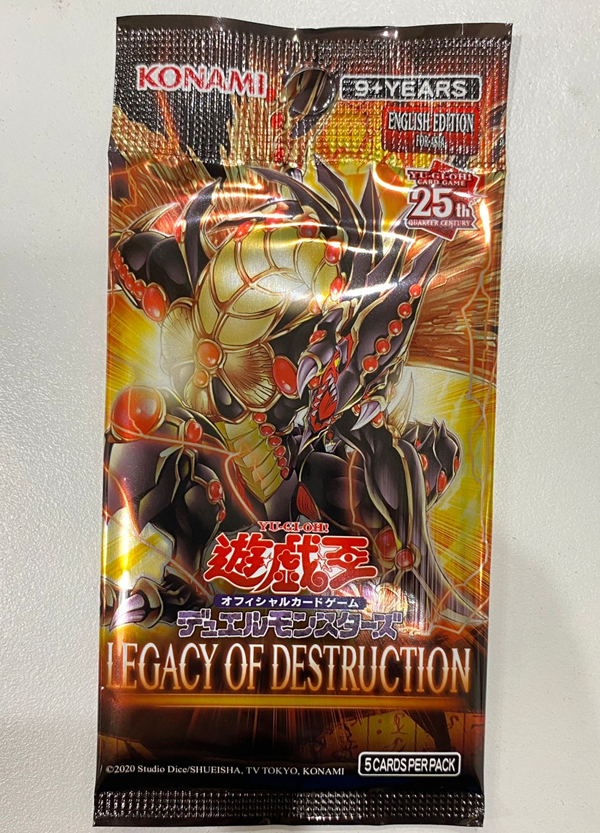 KONAMI
9+YEARS
ENGLISH EDITION
FOR ASIA
YU-GI-OH!
CARD GAME
25th
QUARTER CENTURY
YU-GI-OH!
遊戯王
オフィシャルカードゲーム
デュエルモンスターズ
LEGACY OF DESTRUCTION
©2020 Studio Dice/SHUEISHA, TV TOKYO, KONAMI
5 CARDS PER PACK